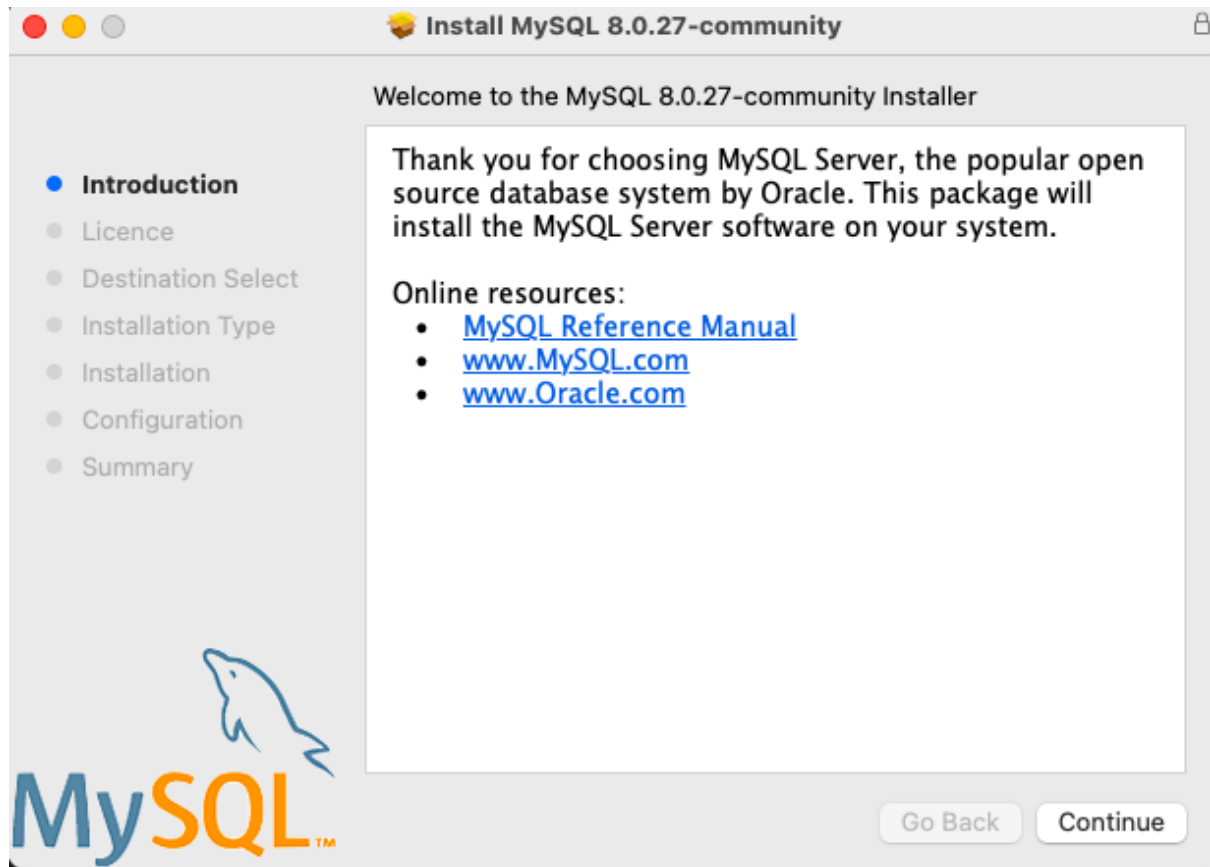 Install MySQL 8.0.27-community
Welcome to the MySQL 8.0.27-community Installer
Introduction
Licence
Destination Select
Installation Type
Installation
Configuration
Summary
Thank you for choosing MySQL Server, the popular open
source database system by Oracle. This package will
install the MySQL Server software on your system.
Online resources:
• MySQL Reference Manual
• www.MySQL.com
• www.Oracle.com
MySQL™
Go Back
Continue